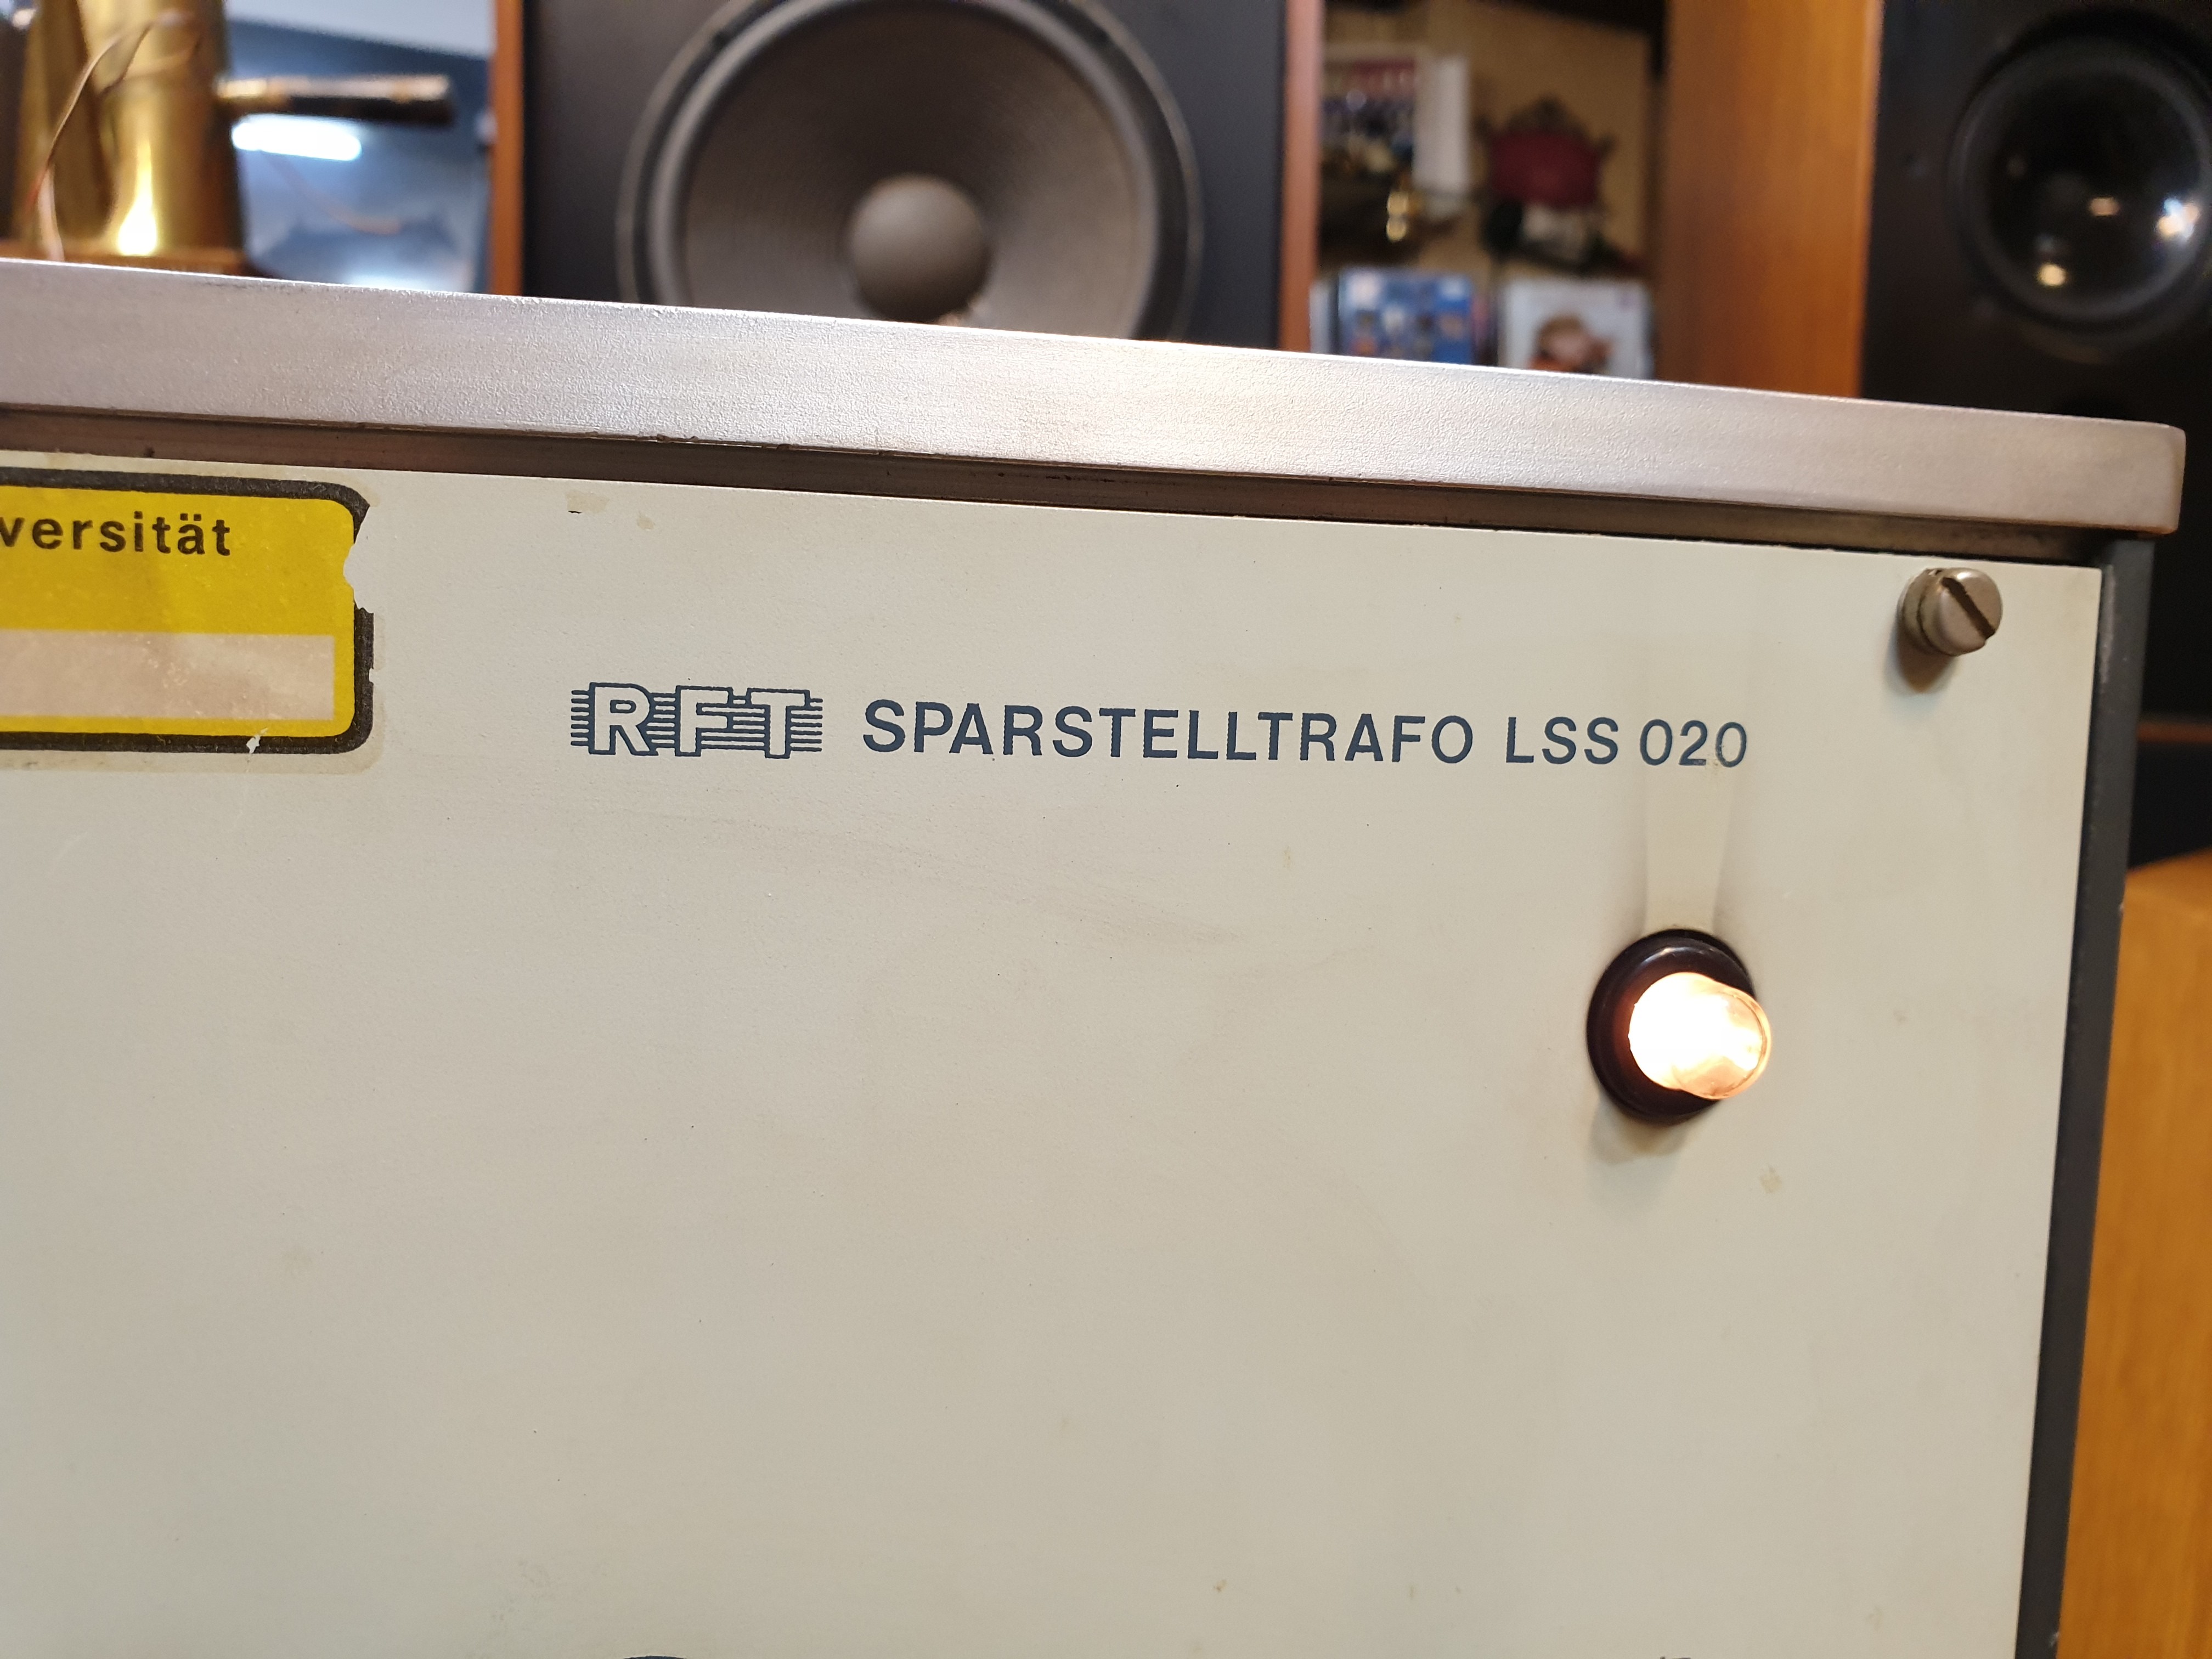 versität
RFT SPARSTELLTRAFO LSS 020